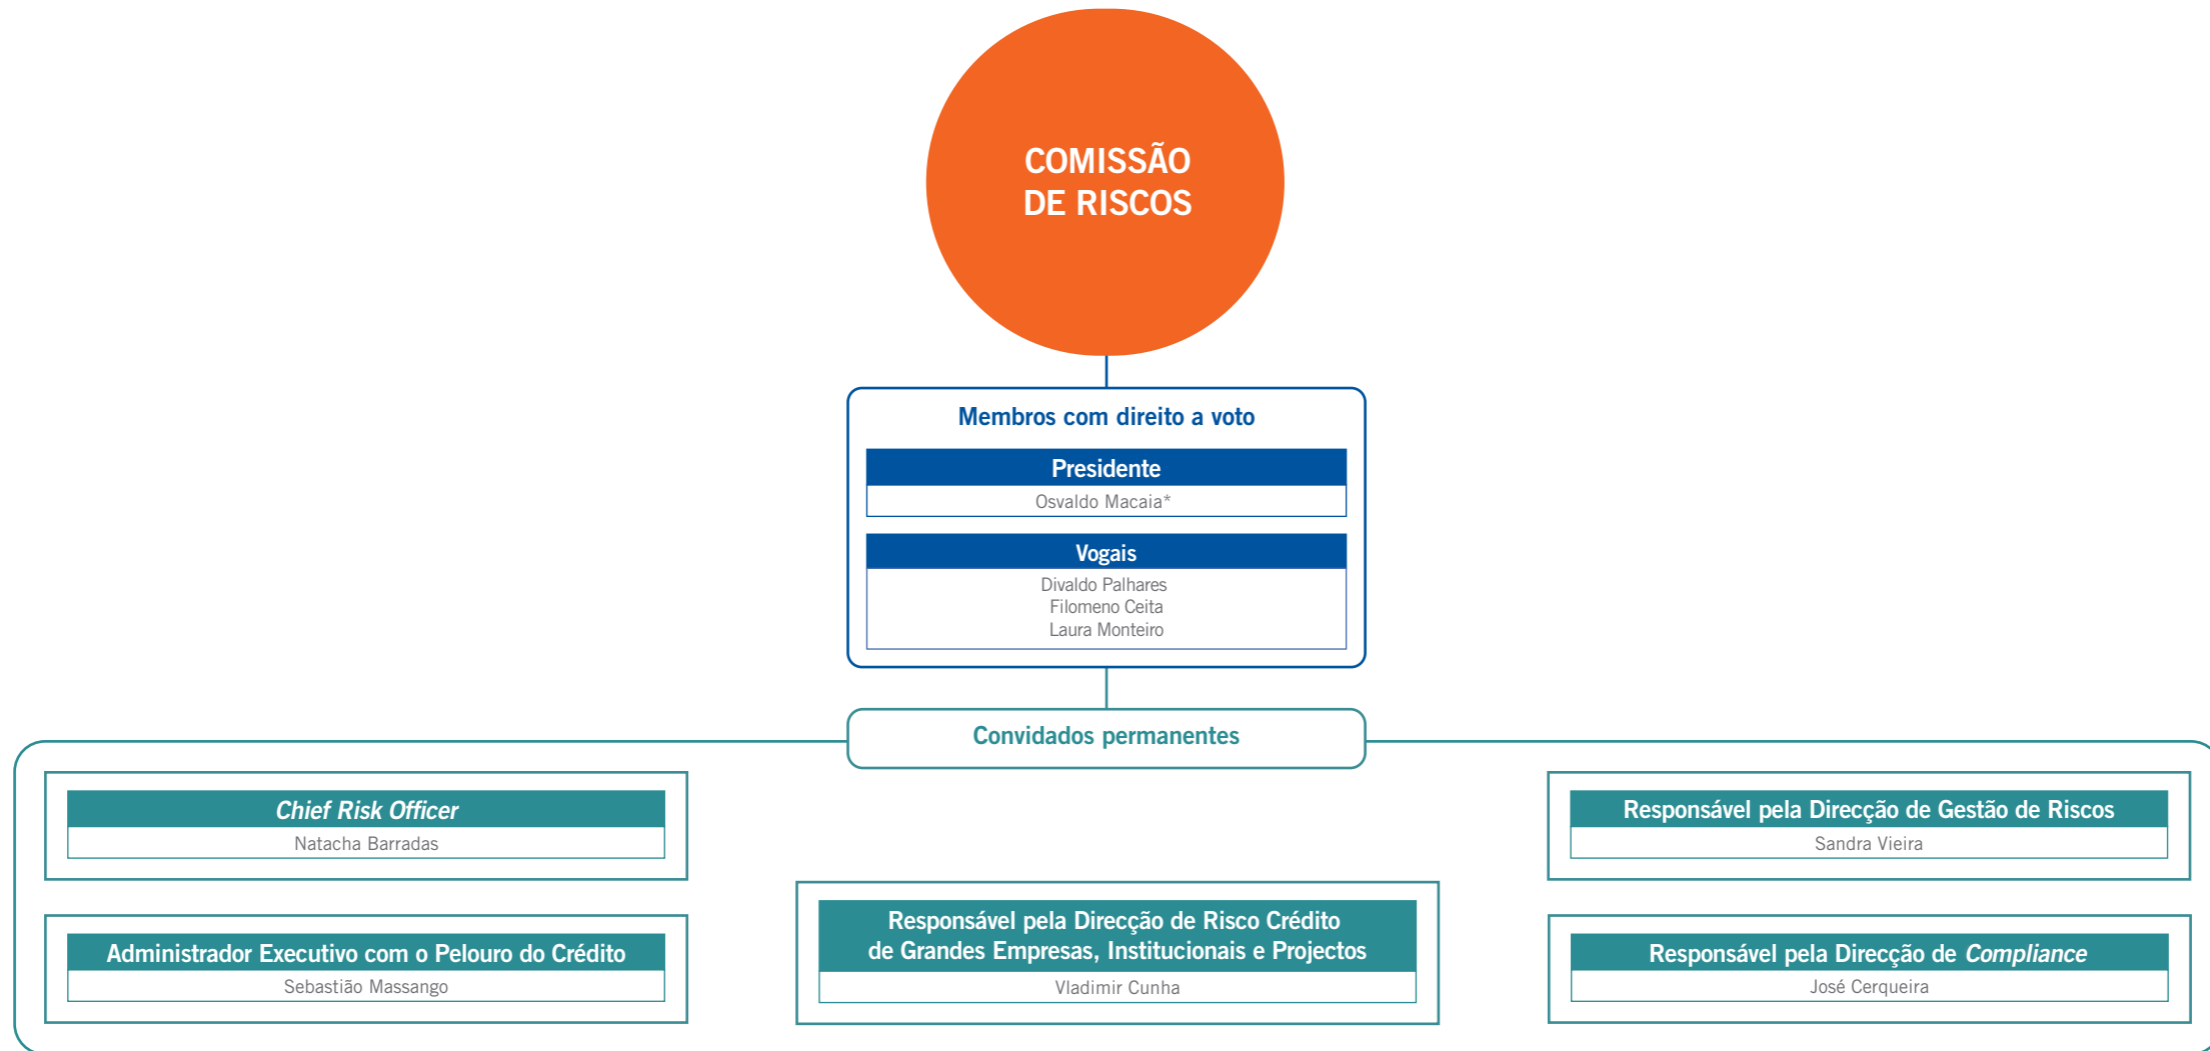 COMISSÃO
DE RISCOS
Membros com direito a voto
Presidente
Osvaldo Macaia*
Vogais
Divaldo Palhares
Filomeno Ceita
Laura Monteiro
Convidados permanentes
Chief Risk Officer
Natacha Barradas
Administrador Executivo com o Pelouro do Crédito
Sebastião Massango
Responsável pela Direcção de Risco Crédito
de Grandes Empresas, Institucionais e Projectos
Vladimir Cunha
Responsável pela Direcção de Gestão de Riscos
Sandra Vieira
Responsável pela Direcção de Compliance
José Cerqueira